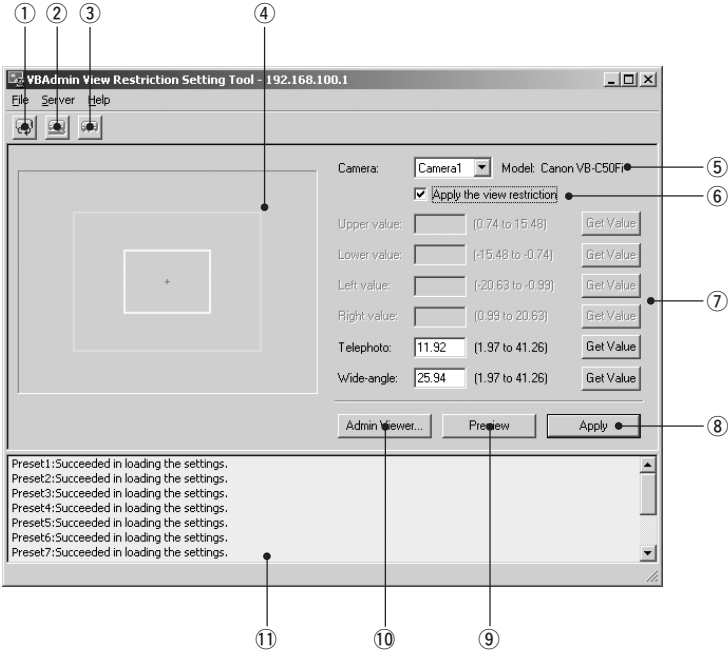 ① ② ③ ④
VBAdmin View Restriction Setting Tool - 192.168.100.1
File Server Help
Camera: Camera1 Model: Canon VB-C50Fi ⑤
Apply the view restriction ⑥
Upper value: (0.74 to 15.48) Get Value
Lower value: (-15.48 to -0.74) Get Value
Left value: (-20.63 to -0.99) Get Value
⑦
Right value: (0.99 to 20.63) Get Value
Telephoto: 11.92 (1.97 to 41.26) Get Value
Wide-angle: 25.94 (1.97 to 41.26) Get Value
Admin Viewer... Preview Apply ⑧
Preset1:Succeeded in loading the settings.
Preset2:Succeeded in loading the settings.
Preset3:Succeeded in loading the settings.
Preset4:Succeeded in loading the settings.
Preset5:Succeeded in loading the settings.
Preset6:Succeeded in loading the settings.
Preset7:Succeeded in loading the settings.
⑪ ⑩ ⑨